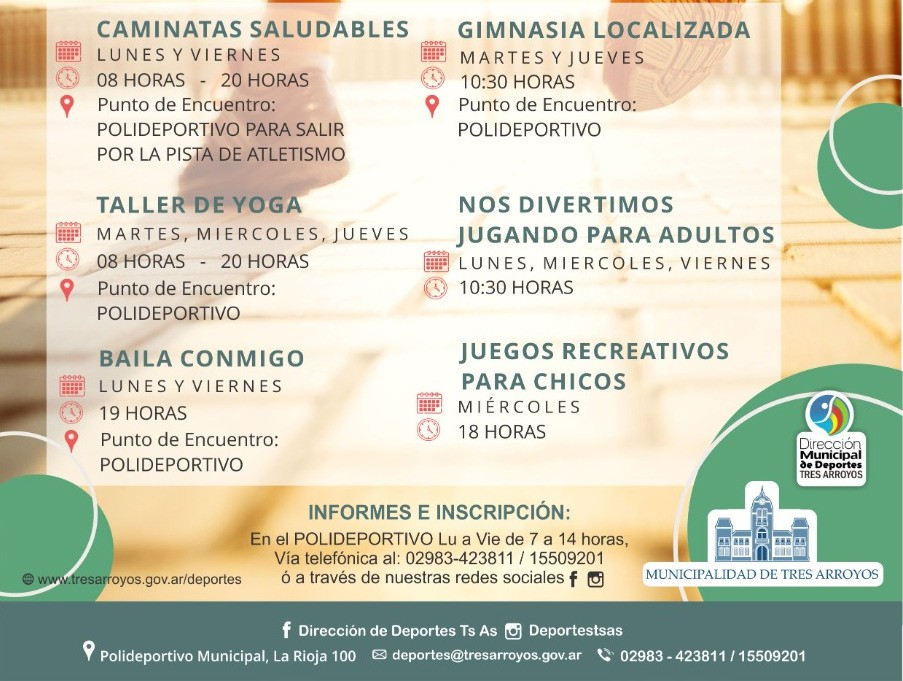 CAMINATAS SALUDABLES
LUNES Y VIERNES
08 HORAS - 20 HORAS
Punto de Encuentro:
POLIDEPORTIVO PARA SALIR
POR LA PISTA DE ATLETISMO
GIMNASIA LOCALIZADA
MARTES Y JUEVES
10:30 HORAS
Punto de Encuentro:
POLIDEPORTIVO
TALLER DE YOGA
MARTES, MIERCOLES, JUEVES
08 HORAS - 20 HORAS
Punto de Encuentro:
POLIDEPORTIVO
NOS DIVERTIMOS
JUGANDO PARA ADULTOS
LUNES, MIERCOLES, VIERNES
10:30 HORAS
BAILA CONMIGO
LUNES Y VIERNES
19 HORAS
Punto de Encuentro:
POLIDEPORTIVO
JUEGOS RECREATIVOS
PARA CHICOS
MIÉRCOLES
18 HORAS
Dirección
Municipal
de Deportes
TRES ARROYOS
INFORMES E INSCRIPCIÓN:
En el POLIDEPORTIVO Lu a Vie de 7 a 14 horas,
Vía telefónica al: 02983-423811 / 15509201
ó a través de nuestras redes sociales
www.tresarroyos.gov.ar/deportes
MUNICIPALIDAD DE TRES ARROYOS
Dirección de Deportes Ts As Deportestsas
Polideportivo Municipal, La Rioja 100 deportes@tresarroyos.gov.ar 02983 - 423811 / 15509201